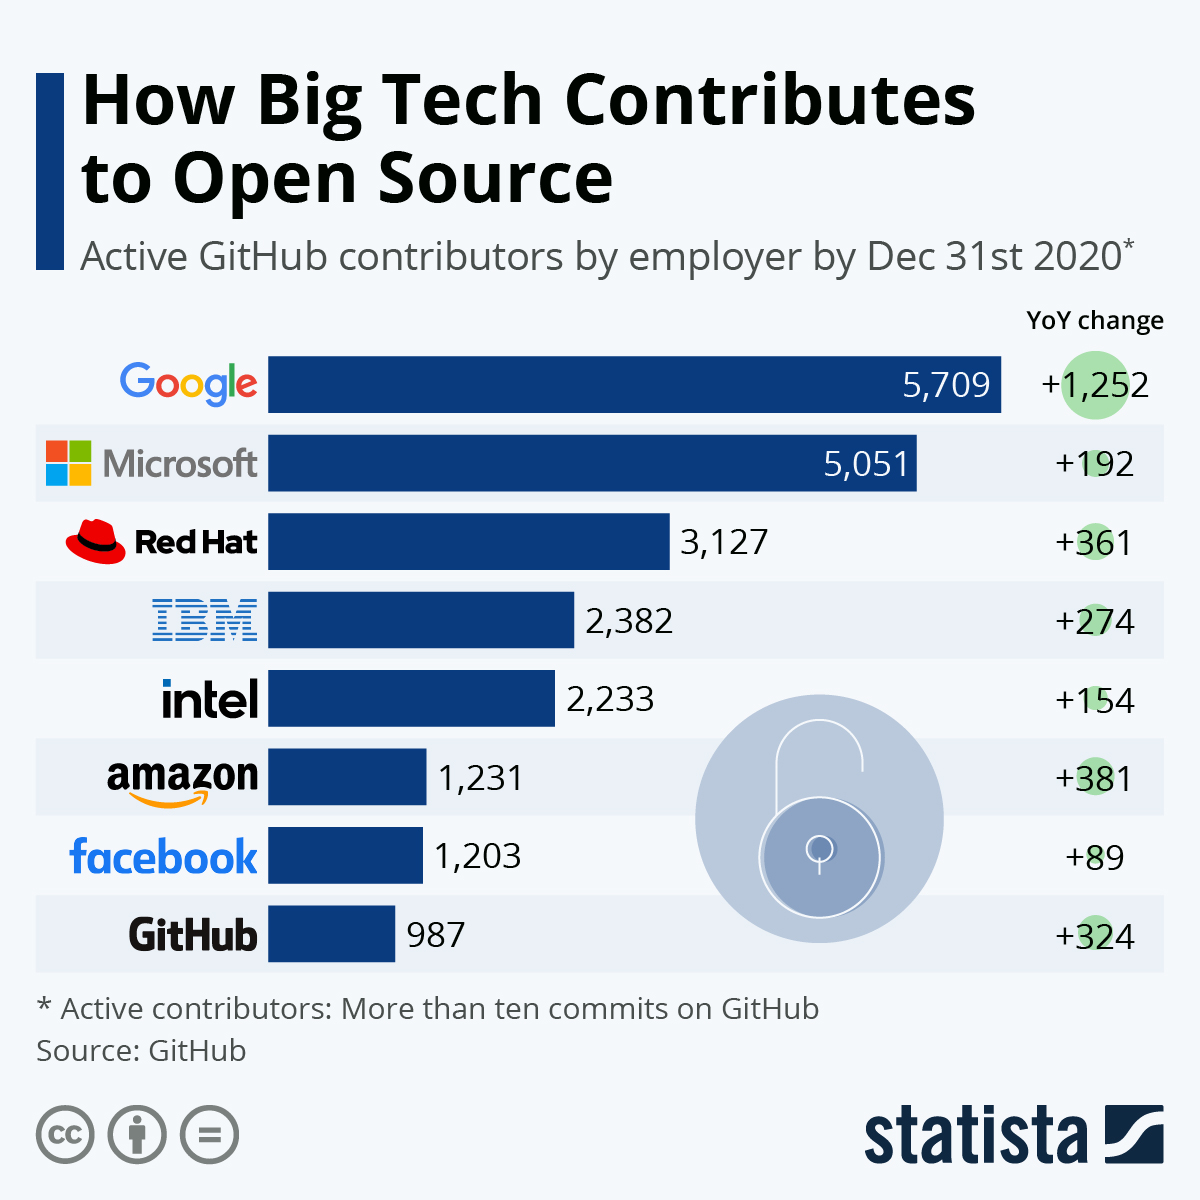 How Big Tech Contributes
to Open Source
Active GitHub contributors by employer by Dec 31st 2020*
YoY change
Google 5,709 +1,252
Microsoft 5,051 +192
Red Hat 3,127 +361
IBM 2,382 +274
intel 2,233 +154
amazon 1,231 +381
facebook 1,203 +89
GitHub 987 +324
* Active contributors: More than ten commits on GitHub
Source: GitHub
cc = statista